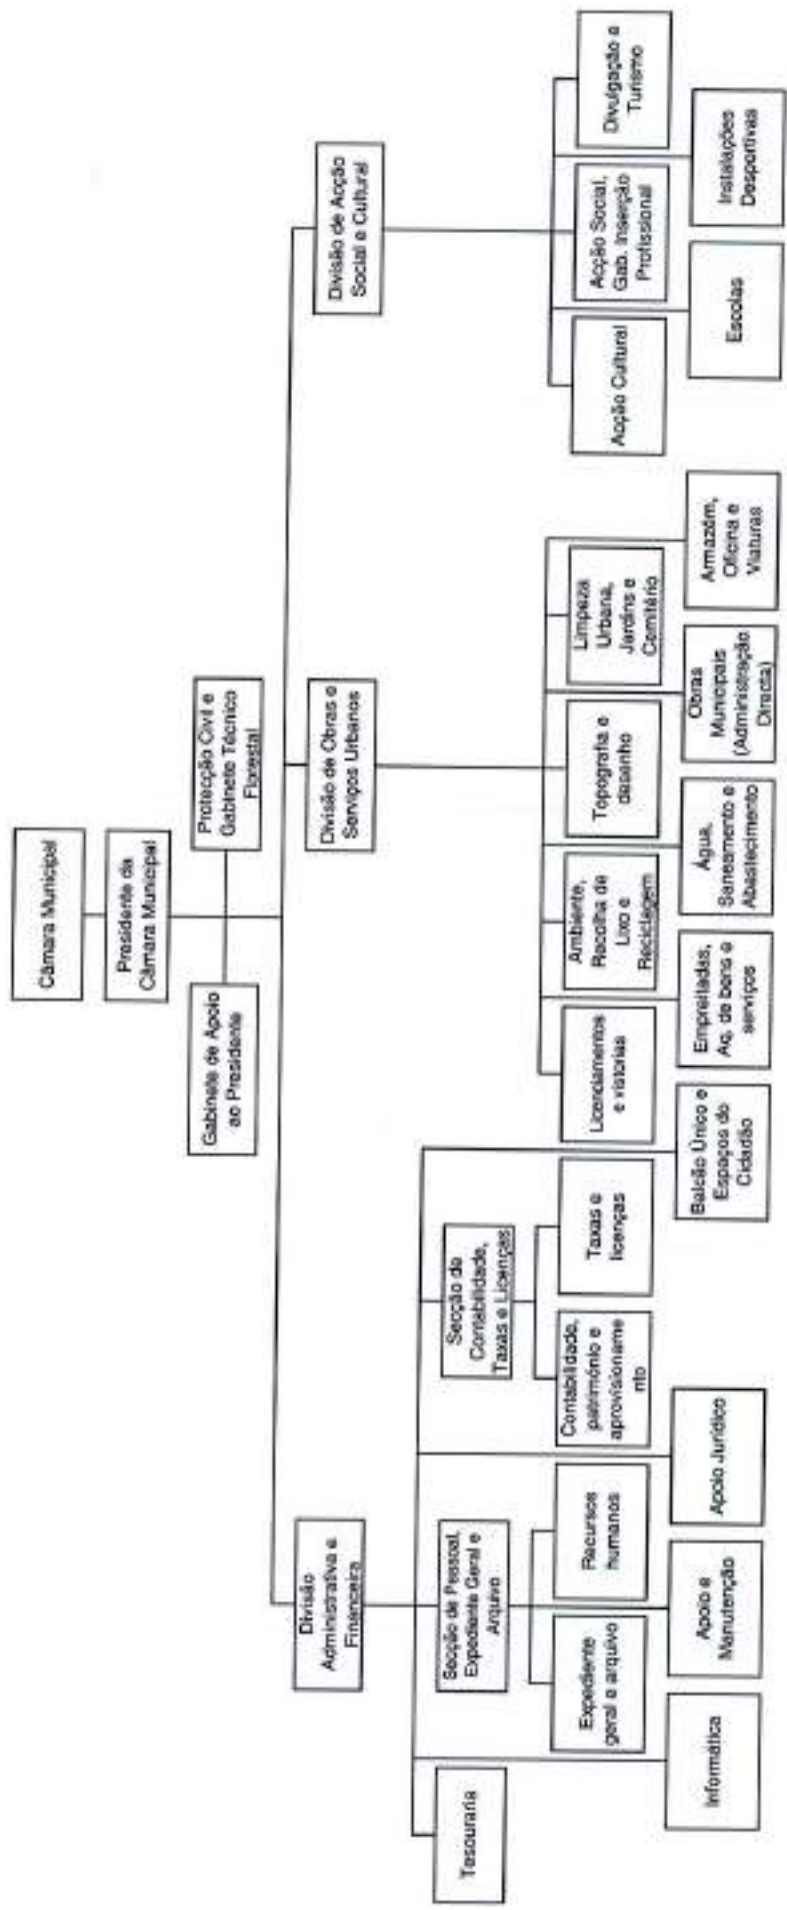 Câmara Municipal
Presidente da
Câmara Municipal
Gabinete de Apoio
ao Presidente
Protecção Civil e
Gabinete Técnico
Florestal
Divisão
Administrativa e
Financeira
Divisão de Obras e
Serviços Urbanos
Divisão de Acção
Social e Cultural
Tesouraria
Secção de Pessoal,
Expediente Geral e
Arquivo
Secção de
Contabilidade,
Taxas e Licenças
Expediente
geral e arquivo
Recursos
humanos
Contabilidade,
património e
aprovisioname
nto
Taxas e
licenças
Informática
Apoio e
Manutenção
Apoio Jurídico
Balcão Único e
Espaços do
Cidadão
Licenciamentos
e vistorias
Ambiente,
Recolha de
Lixo e
Reciclagem
Topografia e
desenho
Limpeza
Urbana,
Jardins e
Cemitério
Empreitadas,
Aq. de bens e
serviços
Água,
Saneamento e
Abastecimento
Obras
Municipais
(Administração
Directa)
Armazém,
Oficina e
Viaturas
Acção Cultural
Acção Social,
Gab. Inserção
Profissional
Divulgação e
Turismo
Escolas
Instalações
Desportivas